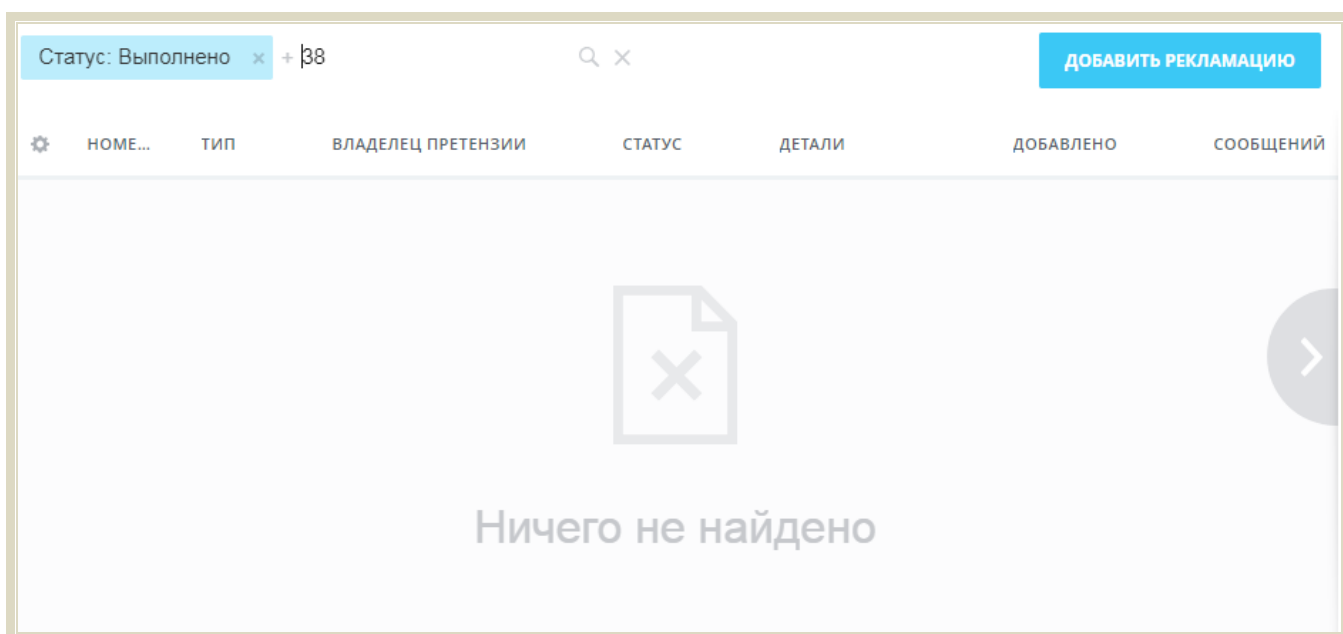 Статус: Выполнено × + 38
ДОБАВИТЬ РЕКЛАМАЦИЮ
НОМЕ... ТИП ВЛАДЕЛЕЦ ПРЕТЕНЗИИ СТАТУС ДЕТАЛИ ДОБАВЛЕНО СООБЩЕНИЙ
Ничего не найдено